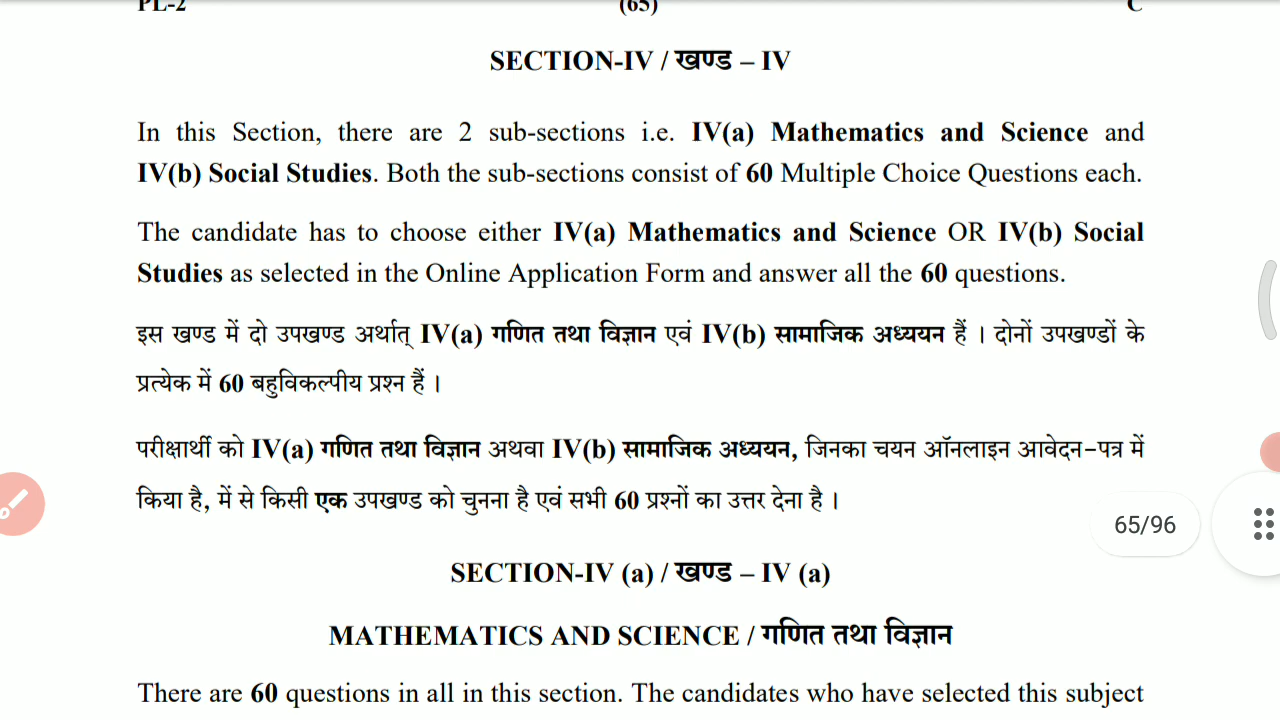 PL-2 (65) C
SECTION-IV / खण्ड – IV
In this Section, there are 2 sub-sections i.e. IV(a) Mathematics and Science and
IV(b) Social Studies. Both the sub-sections consist of 60 Multiple Choice Questions each.
The candidate has to choose either IV(a) Mathematics and Science OR IV(b) Social
Studies as selected in the Online Application Form and answer all the 60 questions.
इस खण्ड में दो उपखण्ड अर्थात् IV(a) गणित तथा विज्ञान एवं IV(b) सामाजिक अध्ययन हैं । दोनों उपखण्डों के
प्रत्येक में 60 बहुविकल्पीय प्रश्न हैं ।
परीक्षार्थी को IV(a) गणित तथा विज्ञान अथवा IV(b) सामाजिक अध्ययन, जिनका चयन ऑनलाइन आवेदन-पत्र में
किया है, में से किसी एक उपखण्ड को चुनना है एवं सभी 60 प्रश्नों का उत्तर देना है ।
65/96
SECTION-IV (a) / खण्ड – IV (a)
MATHEMATICS AND SCIENCE / गणित तथा विज्ञान
There are 60 questions in all in this section. The candidates who have selected this subject